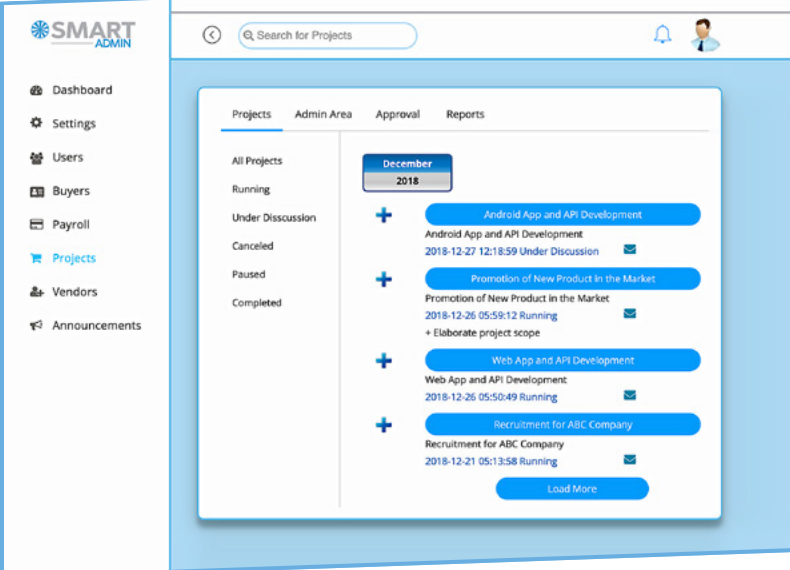 SMART
ADMIN
Search for Projects
Dashboard
Settings
Users
Buyers
Payroll
Projects
Vendors
Announcements
Projects Admin Area Approval Reports
All Projects
Running
Under Disscussion
Canceled
Paused
Completed
December
2018
Android App and API Development
Android App and API Development
2018-12-27 12:18:59 Under Discussion
Promotion of New Product in the Market
Promotion of New Product in the Market
2018-12-26 05:59:12 Running
+ Elaborate project scope
Web App and API Development
Web App and API Development
2018-12-26 05:50:49 Running
Recruitment for ABC Company
Recruitment for ABC Company
2018-12-21 05:13:58 Running
Load More